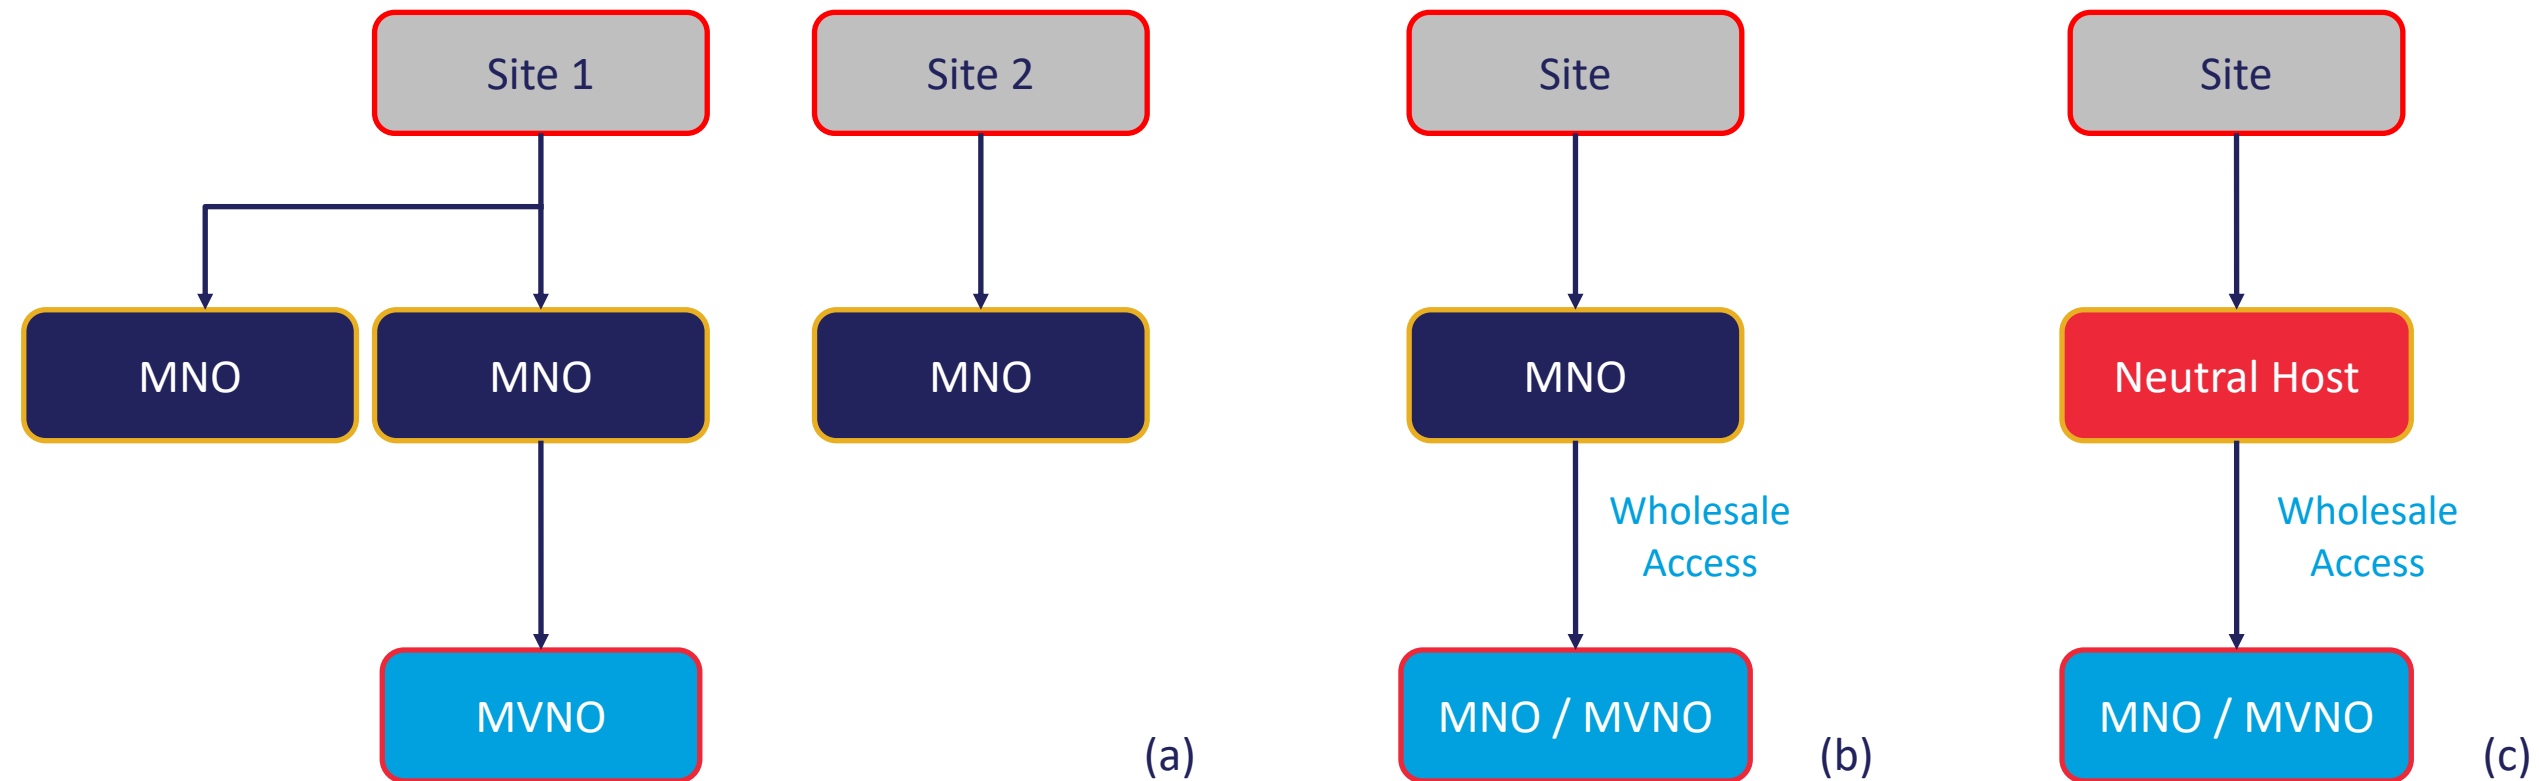 Site 1
Site 2
Site
Site
MNO
MNO
MNO
MNO
Neutral Host
Wholesale
Access
Wholesale
Access
MVNO
MNO / MVNO
MNO / MVNO
(a)
(b)
(c)